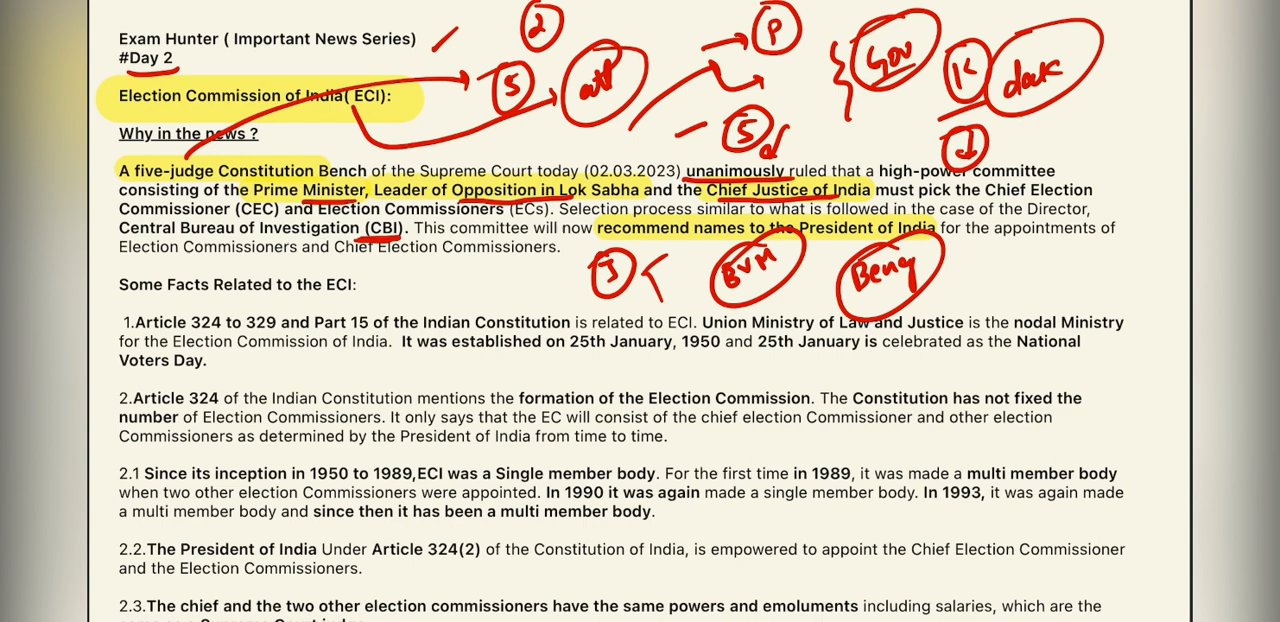 Exam Hunter ( Important News Series)
#Day 2
Election Commission of India( ECI):
Why in the news ?
A five-judge Constitution Bench of the Supreme Court today (02.03.2023) unanimously ruled that a high-power committee
consisting of the Prime Minister, Leader of Opposition in Lok Sabha and the Chief Justice of India must pick the Chief Election
Commissioner (CEC) and Election Commissioners (ECs). Selection process similar to what is followed in the case of the Director,
Central Bureau of Investigation (CBI). This committee will now recommend names to the President of India for the appointments of
Election Commissioners and Chief Election Commissioners.
Some Facts Related to the ECI:
1.Article 324 to 329 and Part 15 of the Indian Constitution is related to ECI. Union Ministry of Law and Justice is the nodal Ministry
for the Election Commission of India. It was established on 25th January, 1950 and 25th January is celebrated as the National
Voters Day.
2.Article 324 of the Indian Constitution mentions the formation of the Election Commission. The Constitution has not fixed the
number of Election Commissioners. It only says that the EC will consist of the chief election Commissioner and other election
Commissioners as determined by the President of India from time to time.
2.1 Since its inception in 1950 to 1989,ECI was a Single member body. For the first time in 1989, it was made a multi member body
when two other election Commissioners were appointed. In 1990 it was again made a single member body. In 1993, it was again made
a multi member body and since then it has been a multi member body.
2.2.The President of India Under Article 324(2) of the Constitution of India, is empowered to appoint the Chief Election Commissioner
and the Election Commissioners.
2.3.The chief and the two other election commissioners have the same powers and emoluments including salaries, which are the
2
5
P
Gov
5
J